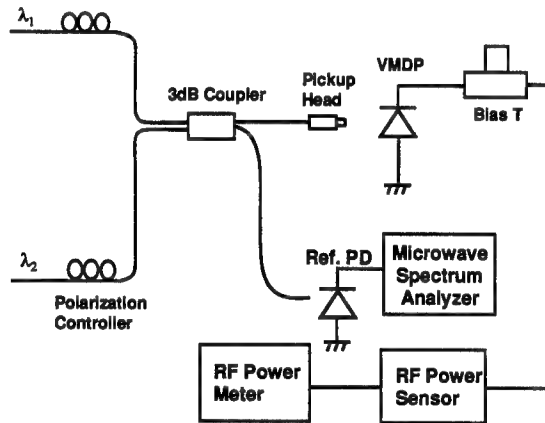 λ1
3dB Coupler
Pickup
Head
VMDP
Bias T
λ2
Polarization
Controller
Ref. PD
Microwave
Spectrum
Analyzer
RF Power
Meter
RF Power
Sensor